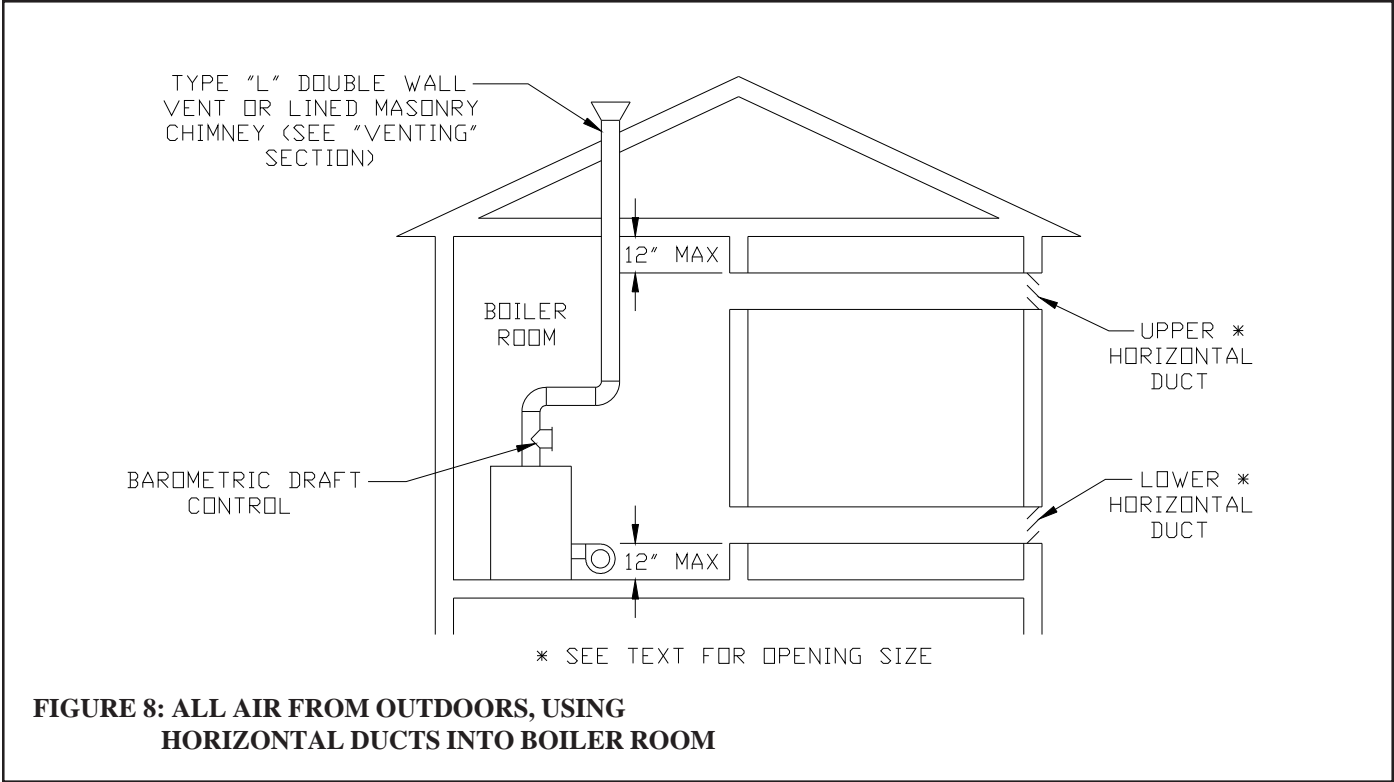 TYPE "L" DOUBLE WALL
VENT OR LINED MASONRY
CHIMNEY (SEE "VENTING"
SECTION)
12" MAX
BOILER
ROOM
UPPER *
HORIZONTAL
DUCT
BAROMETRIC DRAFT
CONTROL
LOWER *
HORIZONTAL
DUCT
12" MAX
* SEE TEXT FOR OPENING SIZE
FIGURE 8: ALL AIR FROM OUTDOORS, USING
HORIZONTAL DUCTS INTO BOILER ROOM